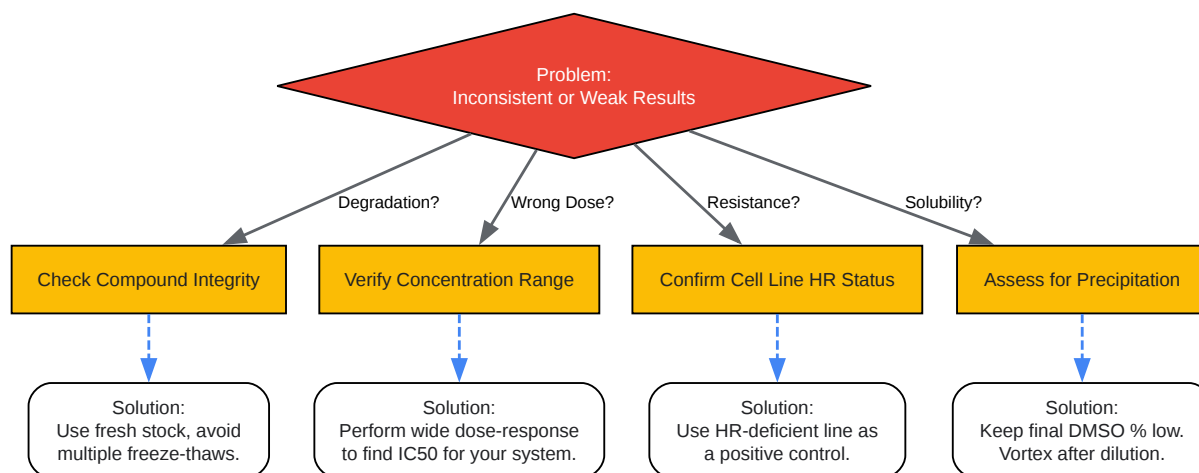 Problem:
Inconsistent or Weak Results
Degradation?
Wrong Dose?
Resistance?
Solubility?
Check Compound Integrity
Verify Concentration Range
Confirm Cell Line HR Status
Assess for Precipitation
Solution:
Use fresh stock, avoid
multiple freeze-thaws.
Solution:
Perform wide dose-response
to find IC50 for your system.
Solution:
Use HR-deficient line as
a positive control.
Solution:
Keep final DMSO % low.
Vortex after dilution.